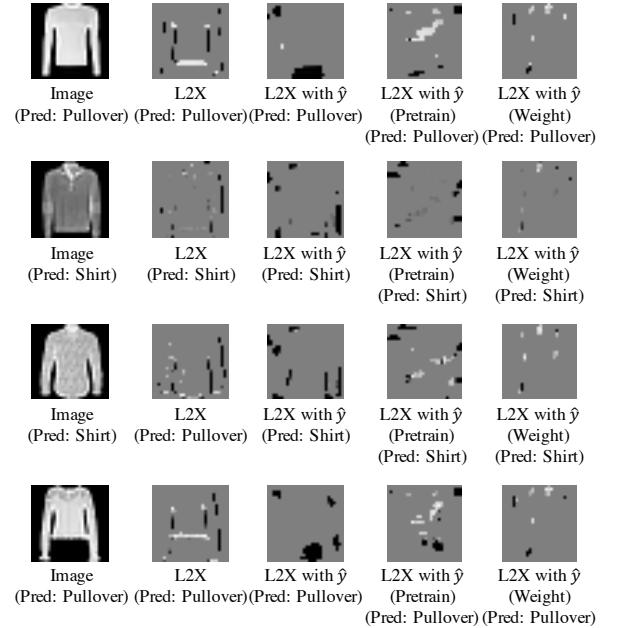 Image L2X L2X with ŷ L2X with ŷ L2X with ŷ
(Pred: Pullover) (Pred: Pullover) (Pred: Pullover) (Pretrain) (Weight)
(Pred: Pullover) (Pred: Pullover)
Image L2X L2X with ŷ L2X with ŷ L2X with ŷ
(Pred: Shirt) (Pred: Shirt) (Pred: Shirt) (Pretrain) (Weight)
(Pred: Shirt) (Pred: Shirt)
Image L2X L2X with ŷ L2X with ŷ L2X with ŷ
(Pred: Shirt) (Pred: Pullover) (Pred: Shirt) (Pretrain) (Weight)
(Pred: Shirt) (Pred: Shirt)
Image L2X L2X with ŷ L2X with ŷ L2X with ŷ
(Pred: Pullover) (Pred: Pullover) (Pred: Pullover) (Pretrain) (Weight)
(Pred: Pullover) (Pred: Pullover)